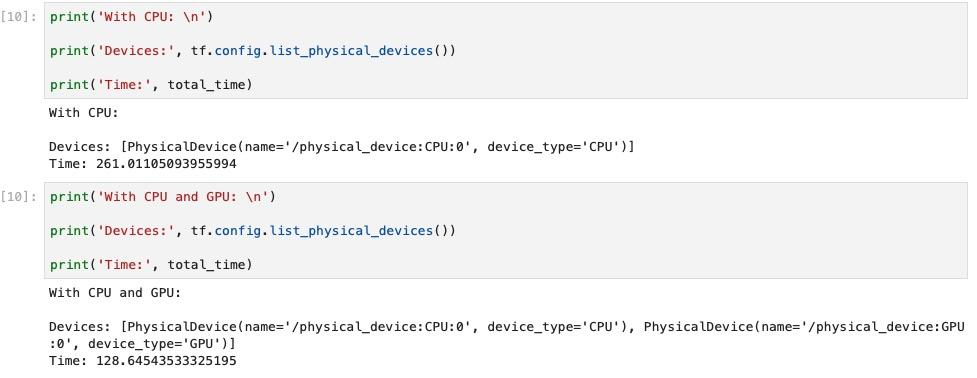 [10]: print('With CPU: \n')
print('Devices:', tf.config.list_physical_devices())
print('Time:', total_time)
With CPU:
Devices: [PhysicalDevice(name='/physical_device:CPU:0', device_type='CPU')]
Time: 261.01105093955994
[10]: print('With CPU and GPU: \n')
print('Devices:', tf.config.list_physical_devices())
print('Time:', total_time)
With CPU and GPU:
Devices: [PhysicalDevice(name='/physical_device:CPU:0', device_type='CPU'), PhysicalDevice(name='/physical_device:GPU
:0', device_type='GPU')]
Time: 128.64543533325195